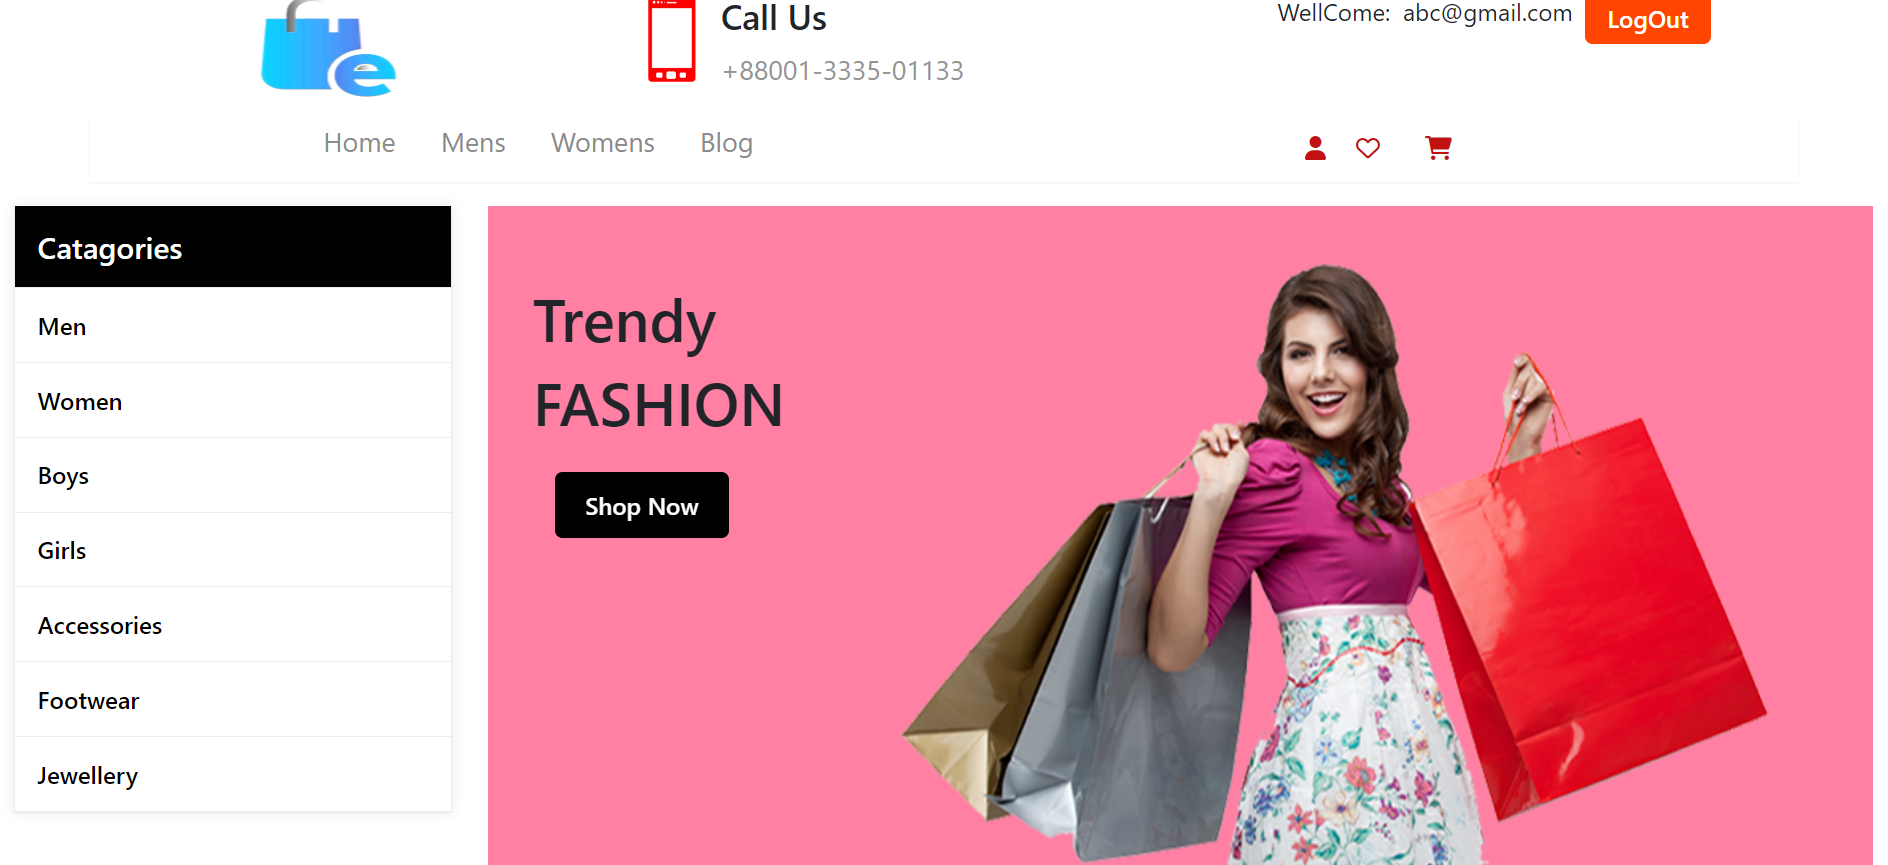 Call Us
+88001-3335-01133
WellCome: abc@gmail.com LogOut
Home Mens Womens Blog
Catagories
Men
Women
Boys
Girls
Accessories
Footwear
Jewellery
Trendy
FASHION
Shop Now